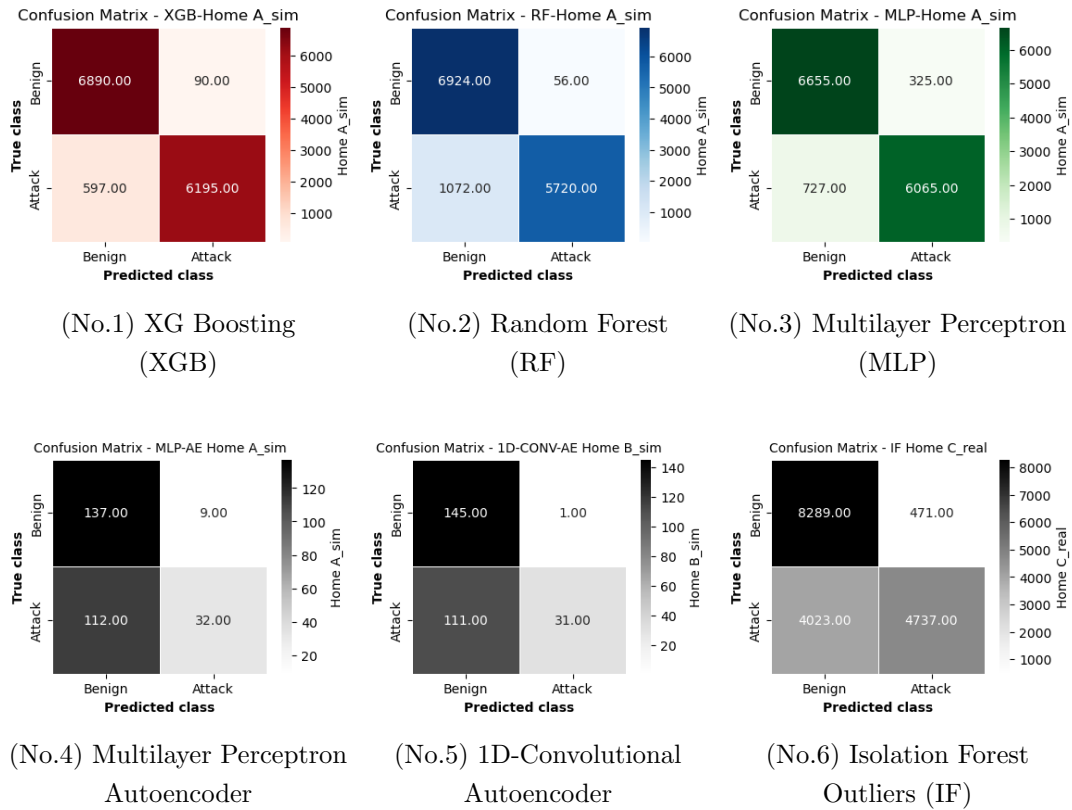 Confusion Matrix - XGB-Home A_sim
Benign
Attack
True class
6890.00 90.00
597.00 6195.00
Benign Attack
Predicted class
6000
5000
4000
3000
2000
1000
Home A_sim
(No.1) XG Boosting
(XGB)
Confusion Matrix - RF-Home A_sim
Benign
Attack
True class
6924.00 56.00
1072.00 5720.00
Benign Attack
Predicted class
6000
5000
4000
3000
2000
1000
Home A_sim
(No.2) Random Forest
(RF)
Confusion Matrix - MLP-Home A_sim
Benign
Attack
True class
6655.00 325.00
727.00 6065.00
Benign Attack
Predicted class
6000
5000
4000
3000
2000
1000
Home A_sim
(No.3) Multilayer Perceptron
(MLP)
Confusion Matrix - MLP-AE Home A_sim
Benign
Attack
True class
137.00 9.00
112.00 32.00
Benign Attack
Predicted class
120
100
80
60
40
20
Home A_sim
(No.4) Multilayer Perceptron
Autoencoder
Confusion Matrix - 1D-CONV-AE Home B_sim
Benign
Attack
True class
145.00 1.00
111.00 31.00
Benign Attack
Predicted class
140
120
100
80
60
40
20
Home B_sim
(No.5) 1D-Convolutional
Autoencoder
Confusion Matrix - IF Home C_real
Benign
Attack
True class
8289.00 471.00
4023.00 4737.00
Benign Attack
Predicted class
8000
7000
6000
5000
4000
3000
2000
1000
Home C_real
(No.6) Isolation Forest
Outliers (IF)